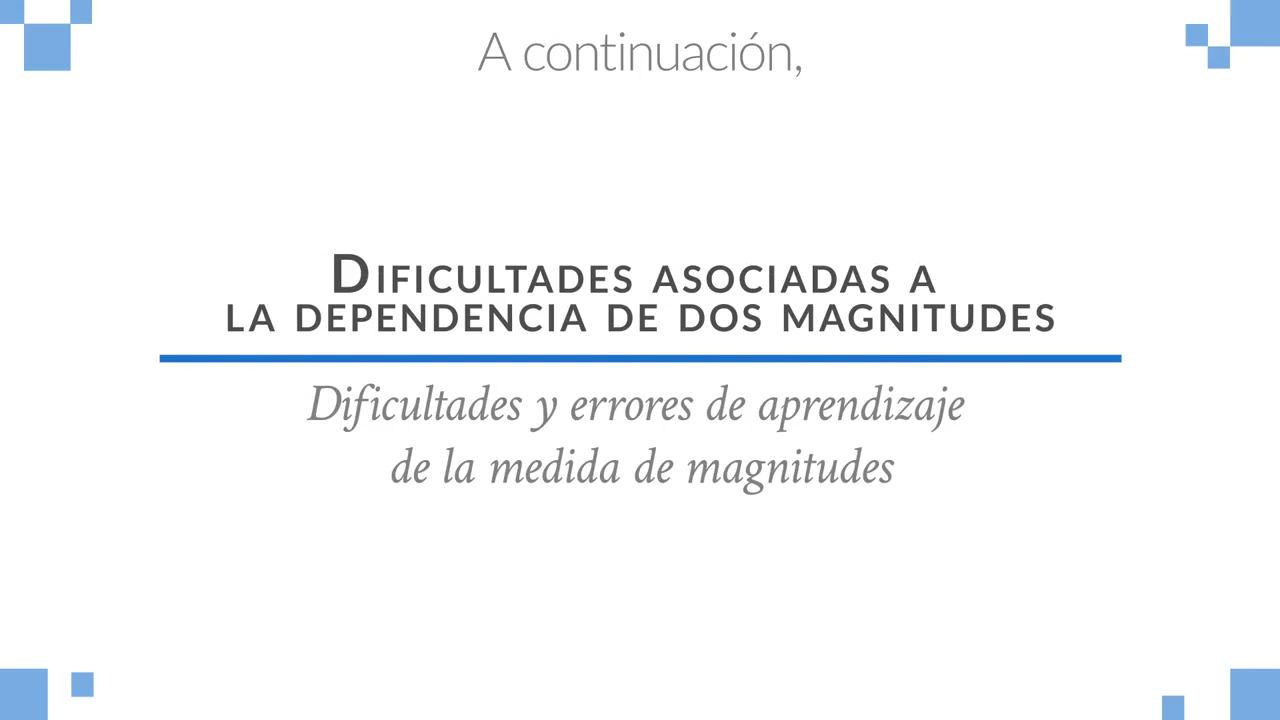 A continuación,
Dificultades asociadas a
la dependencia de dos magnitudes
Dificultades y errores de aprendizaje
de la medida de magnitudes